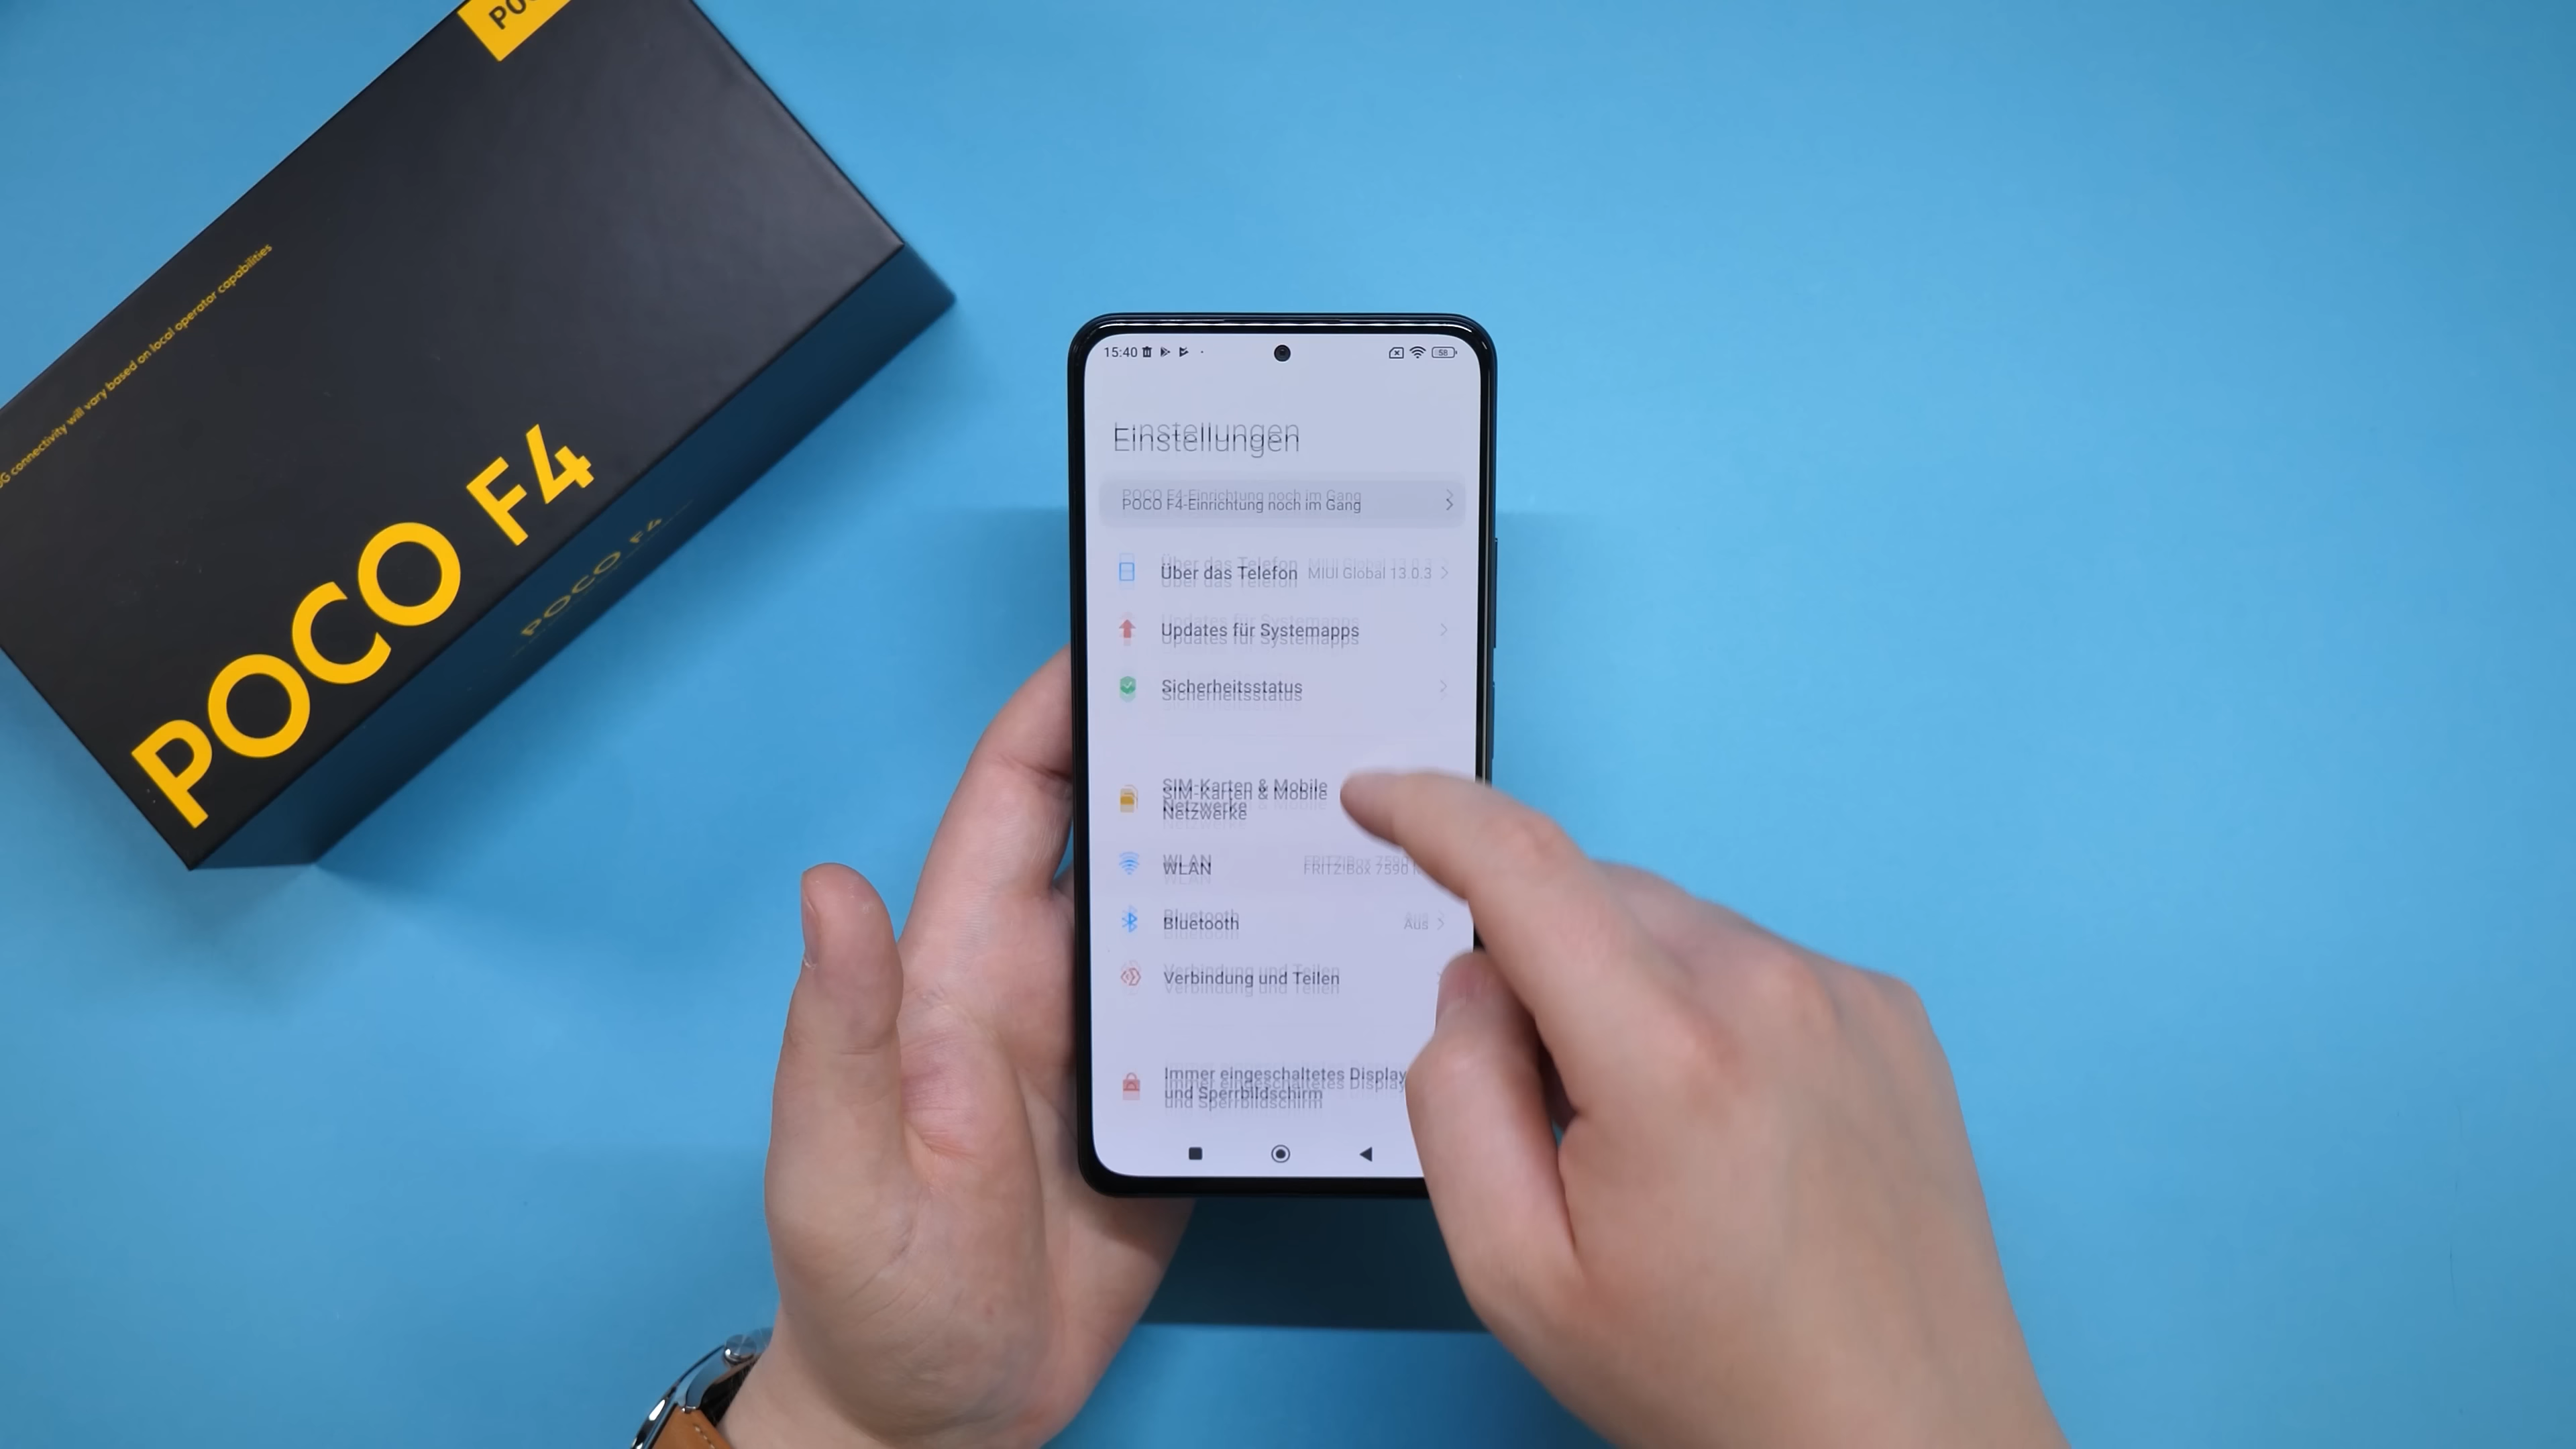 5G connectivity will vary based on local operator capabilities
POCO F4
POCO F4
15:40
58
Einstellungen
POCO F4-Einrichtung noch im Gang
Über das Telefon MIUI Global 13.0.3
Updates für Systemapps
Sicherheitsstatus
SIM-Karten & Mobile
Netzwerke
WLAN FRITZ!Box 7590
Bluetooth Aus
Verbindung und Teilen
Immer eingeschaltetes Display
und Sperrbildschirm